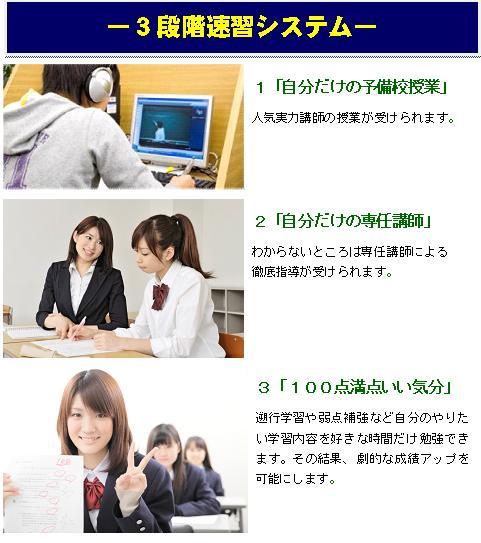 －３段階速習システム－
１「自分だけの予備校授業」
人気実力講師の授業が受けられます。
２「自分だけの専任講師」
わからないところは専任講師による
徹底指導が受けられます。
３「１００点満点いい気分」
遡行学習や弱点補強など自分のやりた
い学習内容を好きな時間だけ勉強でき
ます。その結果、劇的な成績アップを
可能にします。
100